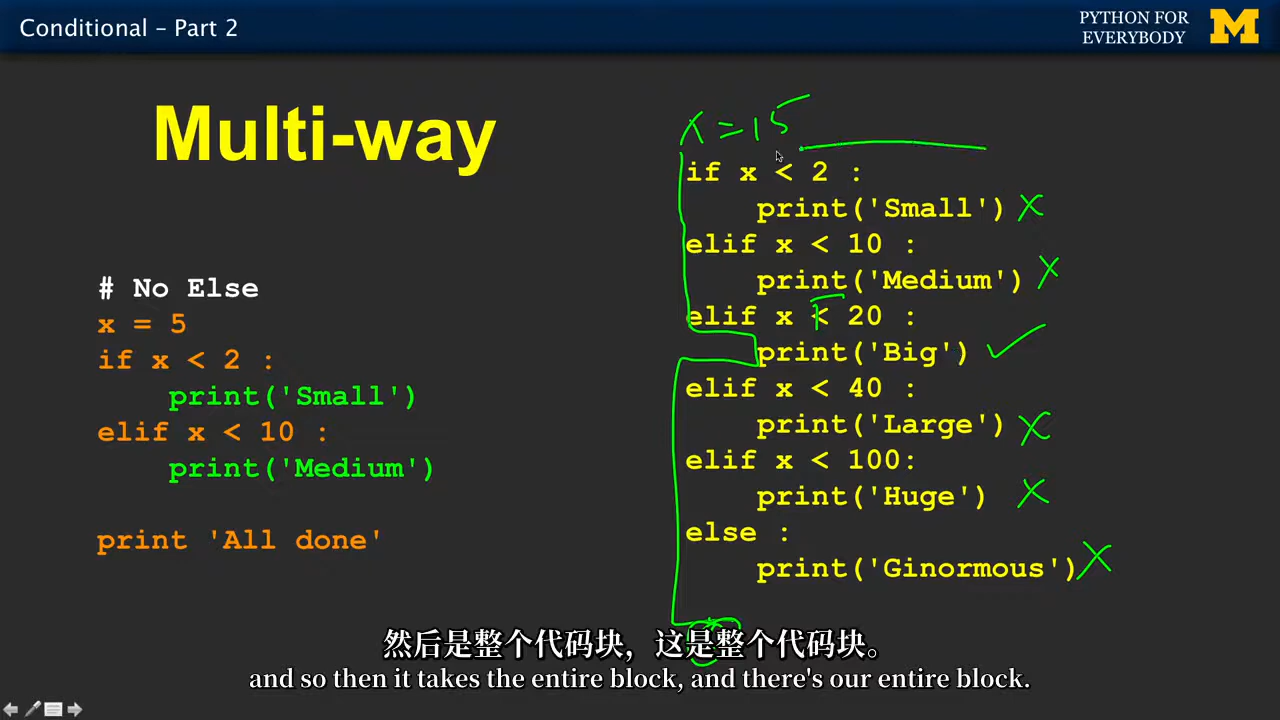 Conditional – Part 2
PYTHON FOR
EVERYBODY
M
Multi-way
# No Else
x = 5
if x < 2 :
    print('Small')
elif x < 10 :
    print('Medium')
print 'All done'
x = 15
if x < 2 :
    print('Small') X
elif x < 10 :
    print('Medium') X
elif x < 20 :
    print('Big') ✓
elif x < 40 :
    print('Large') X
elif x < 100:
    print('Huge') X
else :
    print('Ginormous') X
然后是整个代码块，这是整个代码块。
and so then it takes the entire block, and there's our entire block.